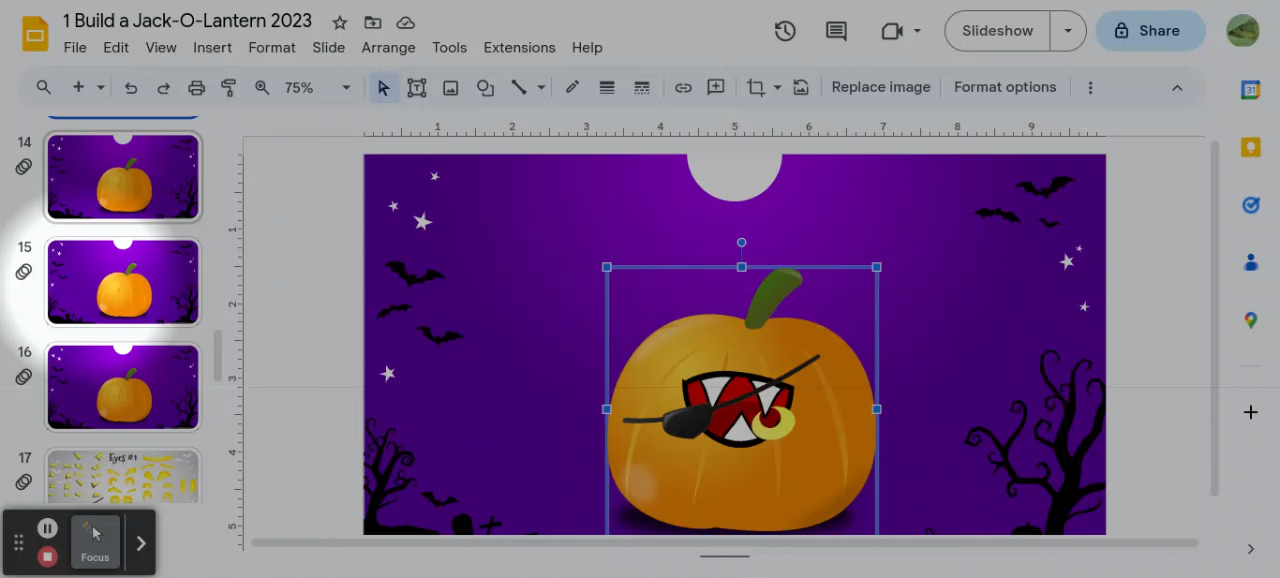 1 Build a Jack-O-Lantern 2023
File Edit View Insert Format Slide Arrange Tools Extensions Help
Slideshow
Share
75%
Replace image
Format options
31
1 2 3 4 5 6 7 8 9
1
2
3
4
5
14
15
16
17
Eyes #1
Focus